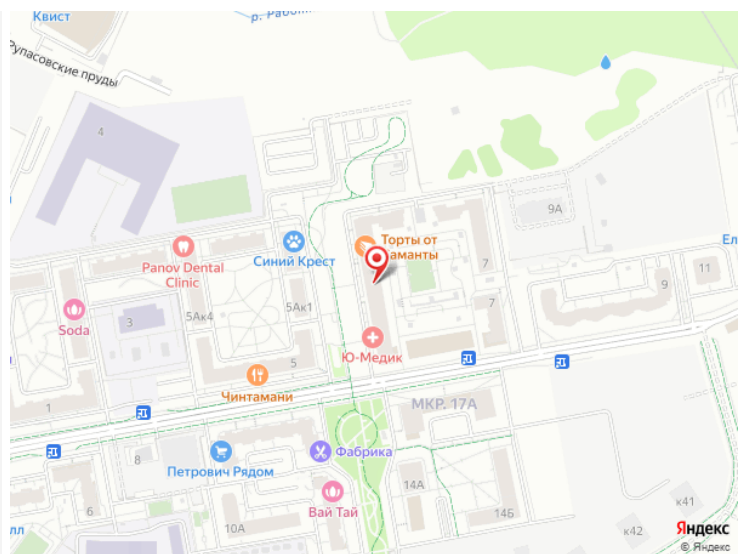 Квист
р. Рабо
Рупасовские пруды
4
9А
Торты от
аманты
Синий Крест
Panov Dental
Clinic
Ел
7
11
9
Soda
3
5Ак4
5Ак1
7
Ю-Медик
5
Чинтамани
1
МКР. 17А
Фабрика
8
Петрович Рядом
14А
Вай Тай
14Б
10А
лл
к41
к42
Яндекс
© Яндекс